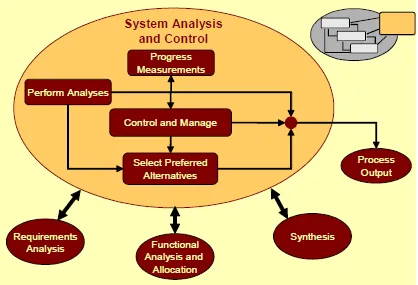 System Analysis
and Control
Progress
Measurements
Perform Analyses
Control and Manage
Select Preferred
Alternatives
Process
Output
Requirements
Analysis
Functional
Analysis and
Allocation
Synthesis